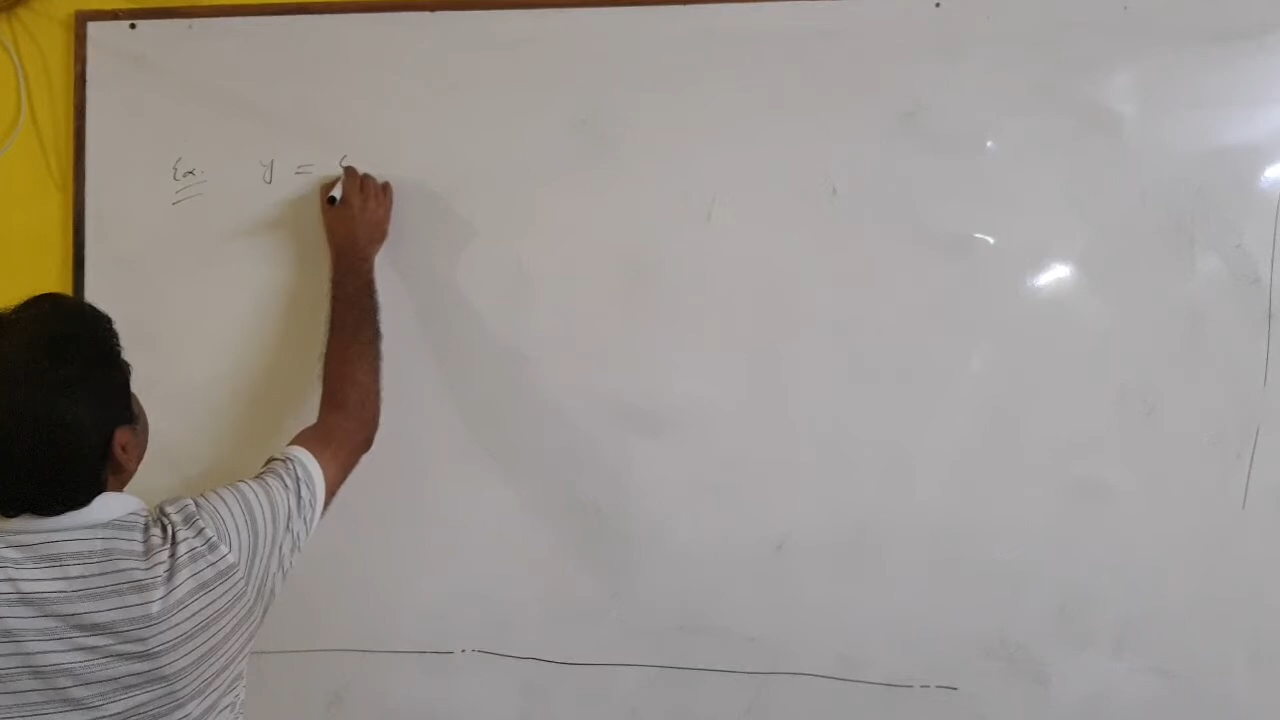 Ex. y =